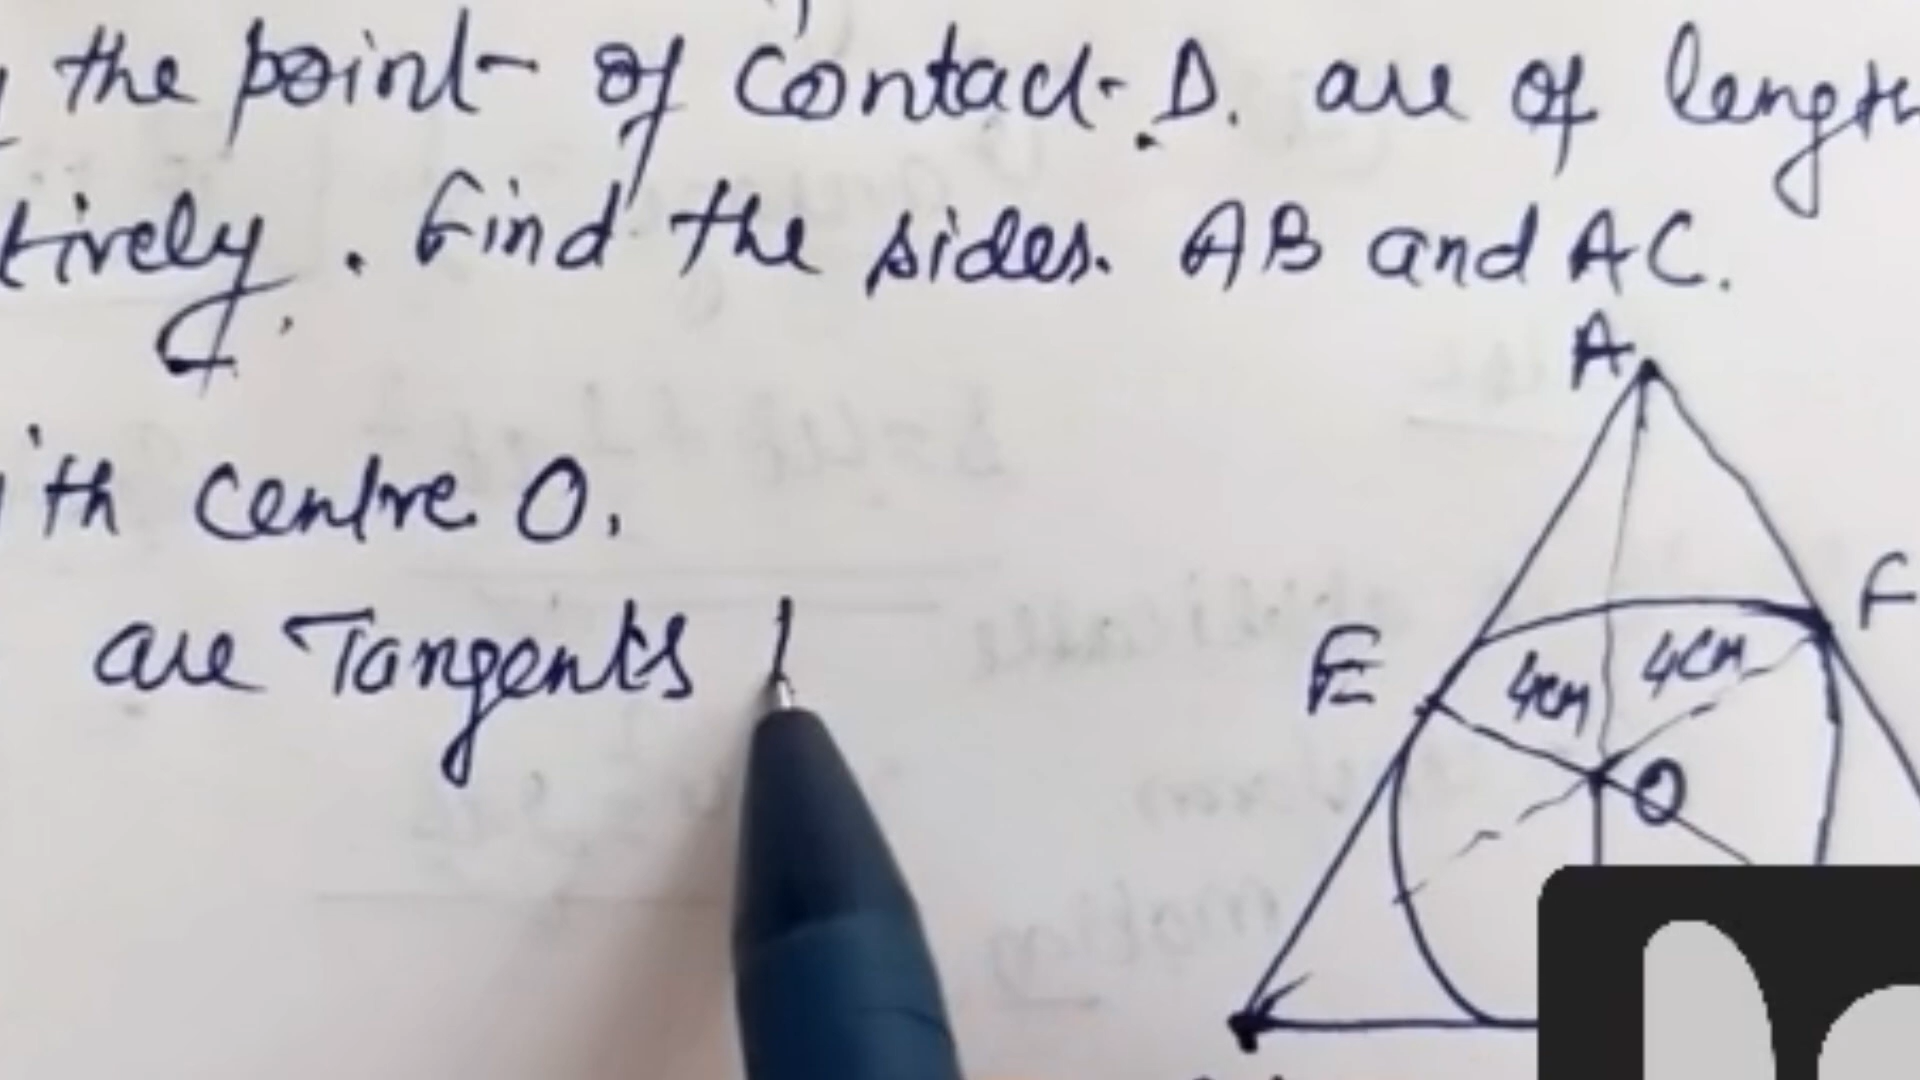 the point of contact D. are of length
tively. Find the sides. AB and AC.
A
ith centre O.
F
are Tangents
E
4cm
4cm
O